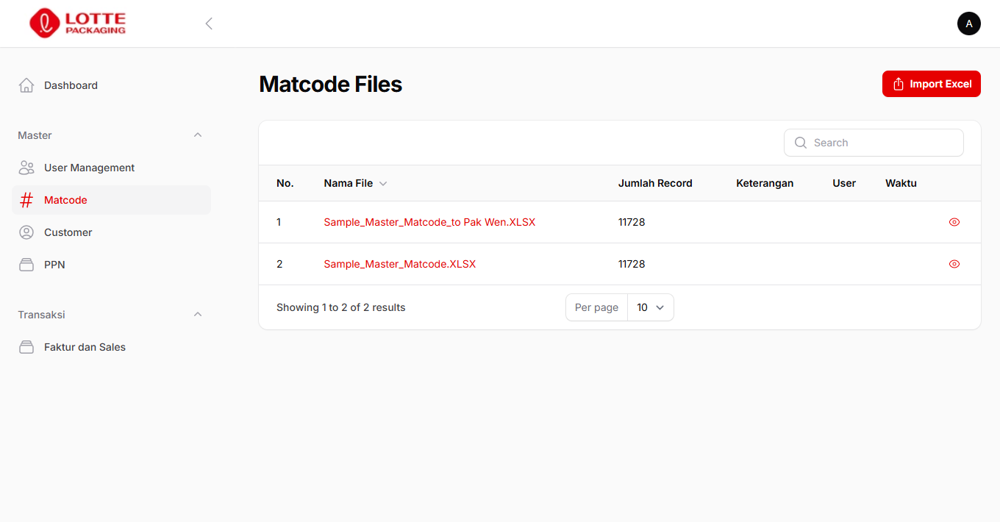 LOTTE
PACKAGING
A
Dashboard
Master
User Management
Matcode
Customer
PPN
Transaksi
Faktur dan Sales
Matcode Files
Import Excel
Search
No. Nama File Jumlah Record Keterangan User Waktu
1 Sample_Master_Matcode_to Pak Wen.XLSX 11728
2 Sample_Master_Matcode.XLSX 11728
Showing 1 to 2 of 2 results Per page 10